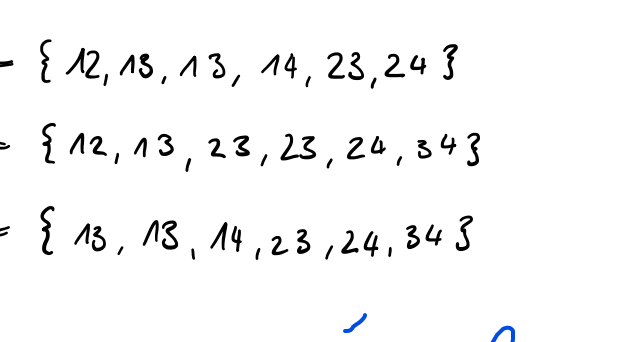 = { 12, 13, 13, 14, 23, 24 }
= { 12, 13, 23, 23, 24, 34 }
= { 13, 13, 14, 23, 24, 34 }